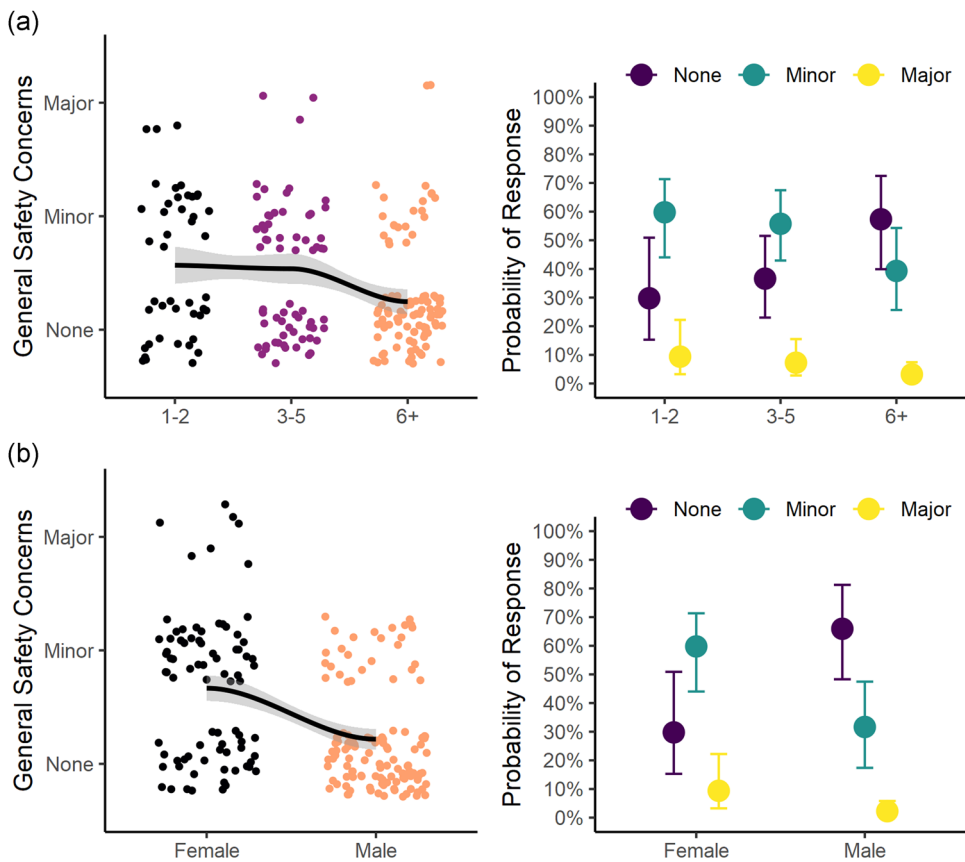 (a)
General Safety Concerns
Major
Minor
None
1-2
3-5
6+
None
Minor
Major
Probability of Response
100%
90%
80%
70%
60%
50%
40%
30%
20%
10%
0%
1-2
3-5
6+
(b)
General Safety Concerns
Major
Minor
None
Female
Male
None
Minor
Major
Probability of Response
100%
90%
80%
70%
60%
50%
40%
30%
20%
10%
0%
Female
Male